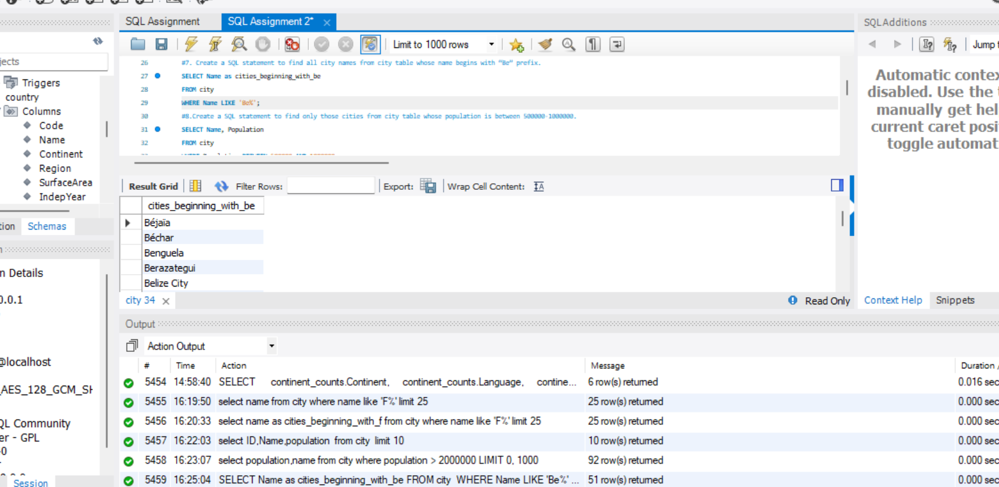 SQL Assignment
SQL Assignment 2*
SQLAdditions
Limit to 1000 rows
Jump t
jects
Triggers
country
Columns
Code
Name
Continent
Region
SurfaceArea
IndepYear
tion
Schemas
26 #7. Create a SQL statement to find all city names from city table whose name begins with “Be” prefix.
27 SELECT Name as cities_beginning_with_be
28 FROM city
29 WHERE Name LIKE 'Be%';
30 #8.Create a SQL statement to find only those cities from city table whose population is between 500000-1000000.
31 SELECT Name, Population
32 FROM city
Automatic contex
disabled. Use the t
manually get hel
current caret posi
toggle automat
Result Grid
Filter Rows:
Export:
Wrap Cell Content:
cities_beginning_with_be
Béjaïa
Béchar
Benguela
Berazategui
Belize City
city 34
Read Only
Context Help
Snippets
n Details
0.0.1
@localhost
_AES_128_GCM_SH
QL Community
er - GPL
-0
Session
Output
Action Output
# Time Action Message Duration /
5454 14:58:40 SELECT continent_counts.Continent, continent_counts.Language, contine... 6 row(s) returned 0.016 sec
5455 16:19:50 select name from city where name like 'F%' limit 25 25 row(s) returned 0.000 sec
5456 16:20:33 select name as cities_beginning_with_f from city where name like 'F%' limit 25 25 row(s) returned 0.000 sec
5457 16:22:03 select ID,Name,population from city limit 10 10 row(s) returned 0.000 sec
5458 16:23:07 select population,name from city where population > 2000000 LIMIT 0, 1000 92 row(s) returned 0.000 sec
5459 16:25:04 SELECT Name as cities_beginning_with_be FROM city WHERE Name LIKE 'Be%' ... 51 row(s) returned 0.000 sec